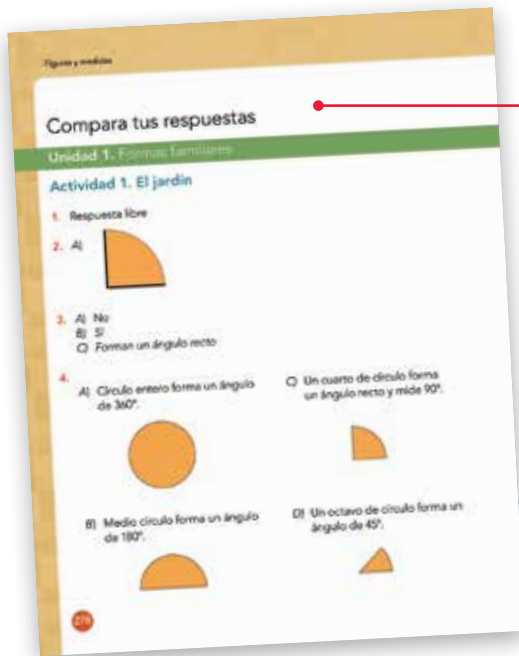 Figuras y medidas
Compara tus respuestas
Unidad 1. Formas familiares
Actividad 1. El jardín
1. Respuesta libre
2. A)
3. A) No
B) Sí
C) Forman un ángulo recto
4.
A) Círculo entero forma un ángulo
de 360°.
B) Medio círculo forma un ángulo
de 180°.
C) Un cuarto de círculo forma
un ángulo recto y mide 90°.
D) Un octavo de círculo forma un
ángulo de 45°.
276